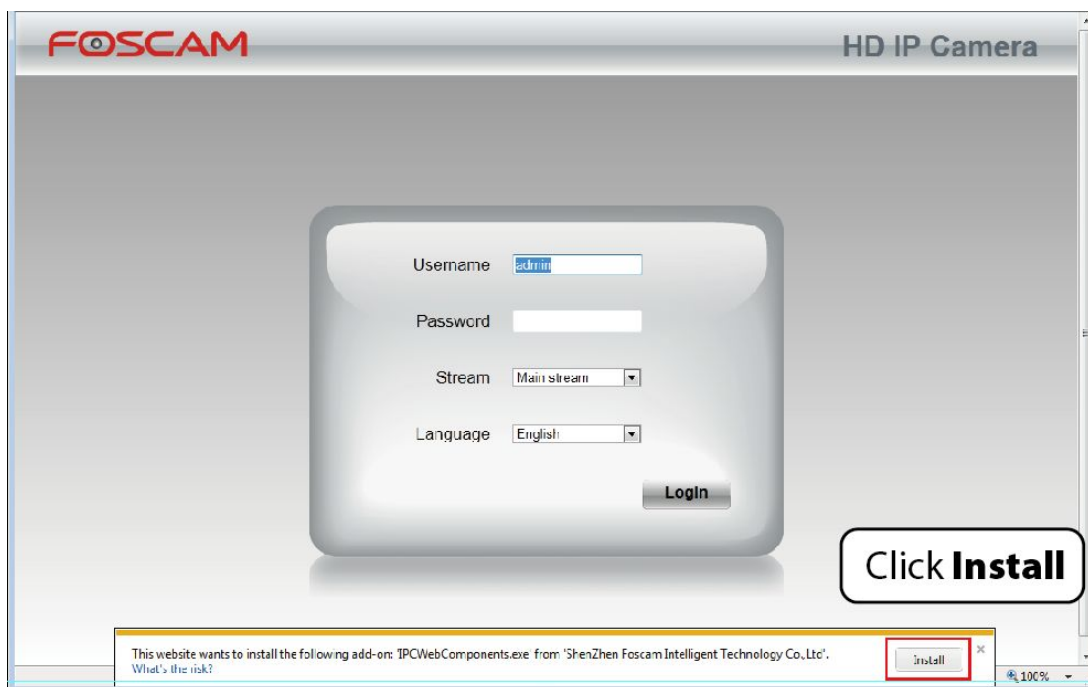 FOSCAM
HD IP Camera
Username admin
Password
Stream Main stream
Language English
Login
Click Install
This website wants to install the following add-on: 'IPCWebComponents.exe' from 'ShenZhen Foscam Intelligent Technology Co.,Ltd'.
What's the risk?
Install
100%